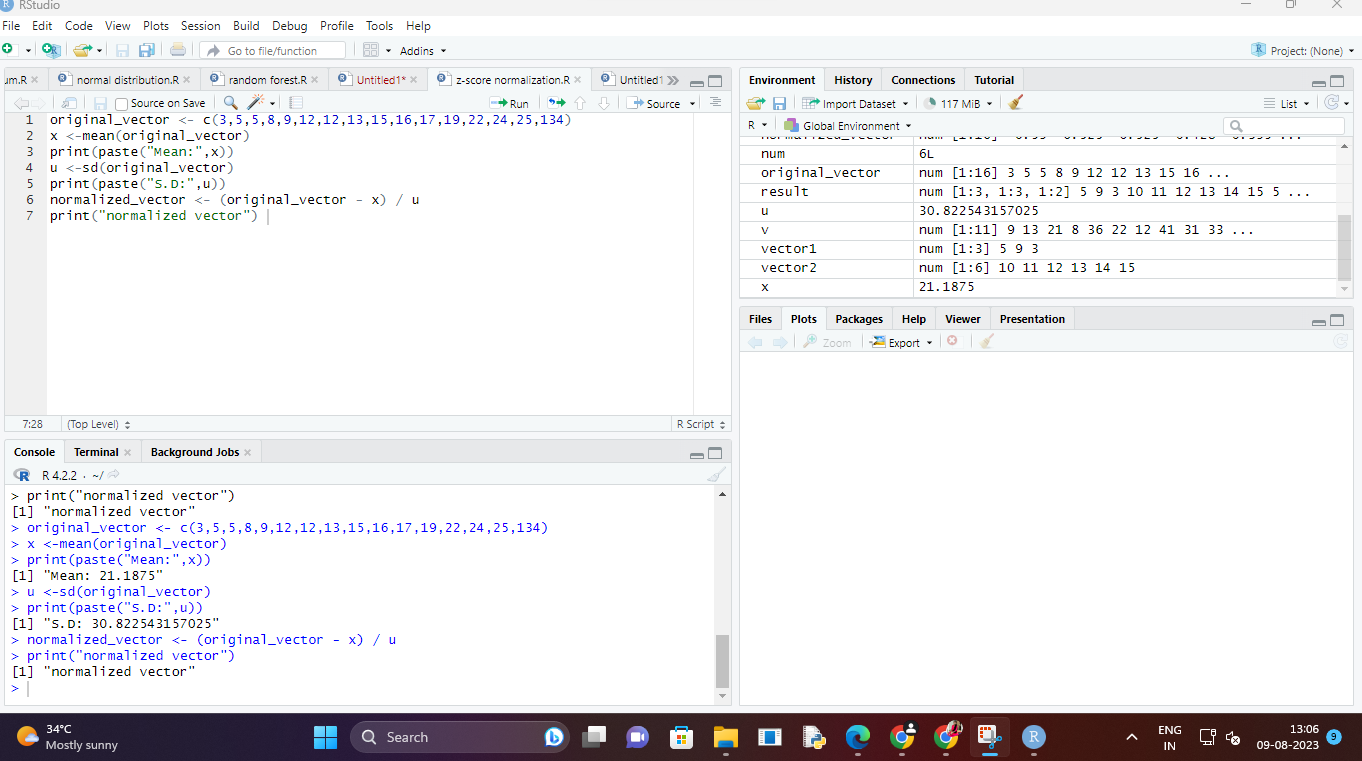 RStudio
File Edit Code View Plots Session Build Debug Profile Tools Help
Go to file/function Addins Project: (None)
um.R normal distribution.R random forest.R Untitled1* z-score normalization.R Untitled1
Source on Save Run Source
1 original_vector <- c(3,5,5,8,9,12,12,13,15,16,17,19,22,24,25,134)
2 x <-mean(original_vector)
3 print(paste("Mean:",x))
4 u <-sd(original_vector)
5 print(paste("S.D:",u))
6 normalized_vector <- (original_vector - x) / u
7 print("normalized vector")
7:28 (Top Level) R Script
Console Terminal Background Jobs
R 4.2.2 · ~/
> print("normalized vector")
[1] "normalized vector"
> original_vector <- c(3,5,5,8,9,12,12,13,15,16,17,19,22,24,25,134)
> x <-mean(original_vector)
> print(paste("Mean:",x))
[1] "Mean: 21.1875"
> u <-sd(original_vector)
> print(paste("S.D:",u))
[1] "S.D: 30.822543157025"
> normalized_vector <- (original_vector - x) / u
> print("normalized vector")
[1] "normalized vector"
>
Environment History Connections Tutorial
Import Dataset 117 MiB List
R Global Environment
num 6L
original_vector num [1:16] 3 5 5 8 9 12 12 13 15 16 ...
result num [1:3, 1:3, 1:2] 5 9 3 10 11 12 13 14 15 5 ...
u 30.822543157025
v num [1:11] 9 13 21 8 36 22 12 41 31 33 ...
vector1 num [1:3] 5 9 3
vector2 num [1:6] 10 11 12 13 14 15
x 21.1875
Files Plots Packages Help Viewer Presentation
Zoom Export
34°C
Mostly sunny
Search
ENG
IN
13:06
09-08-2023
9